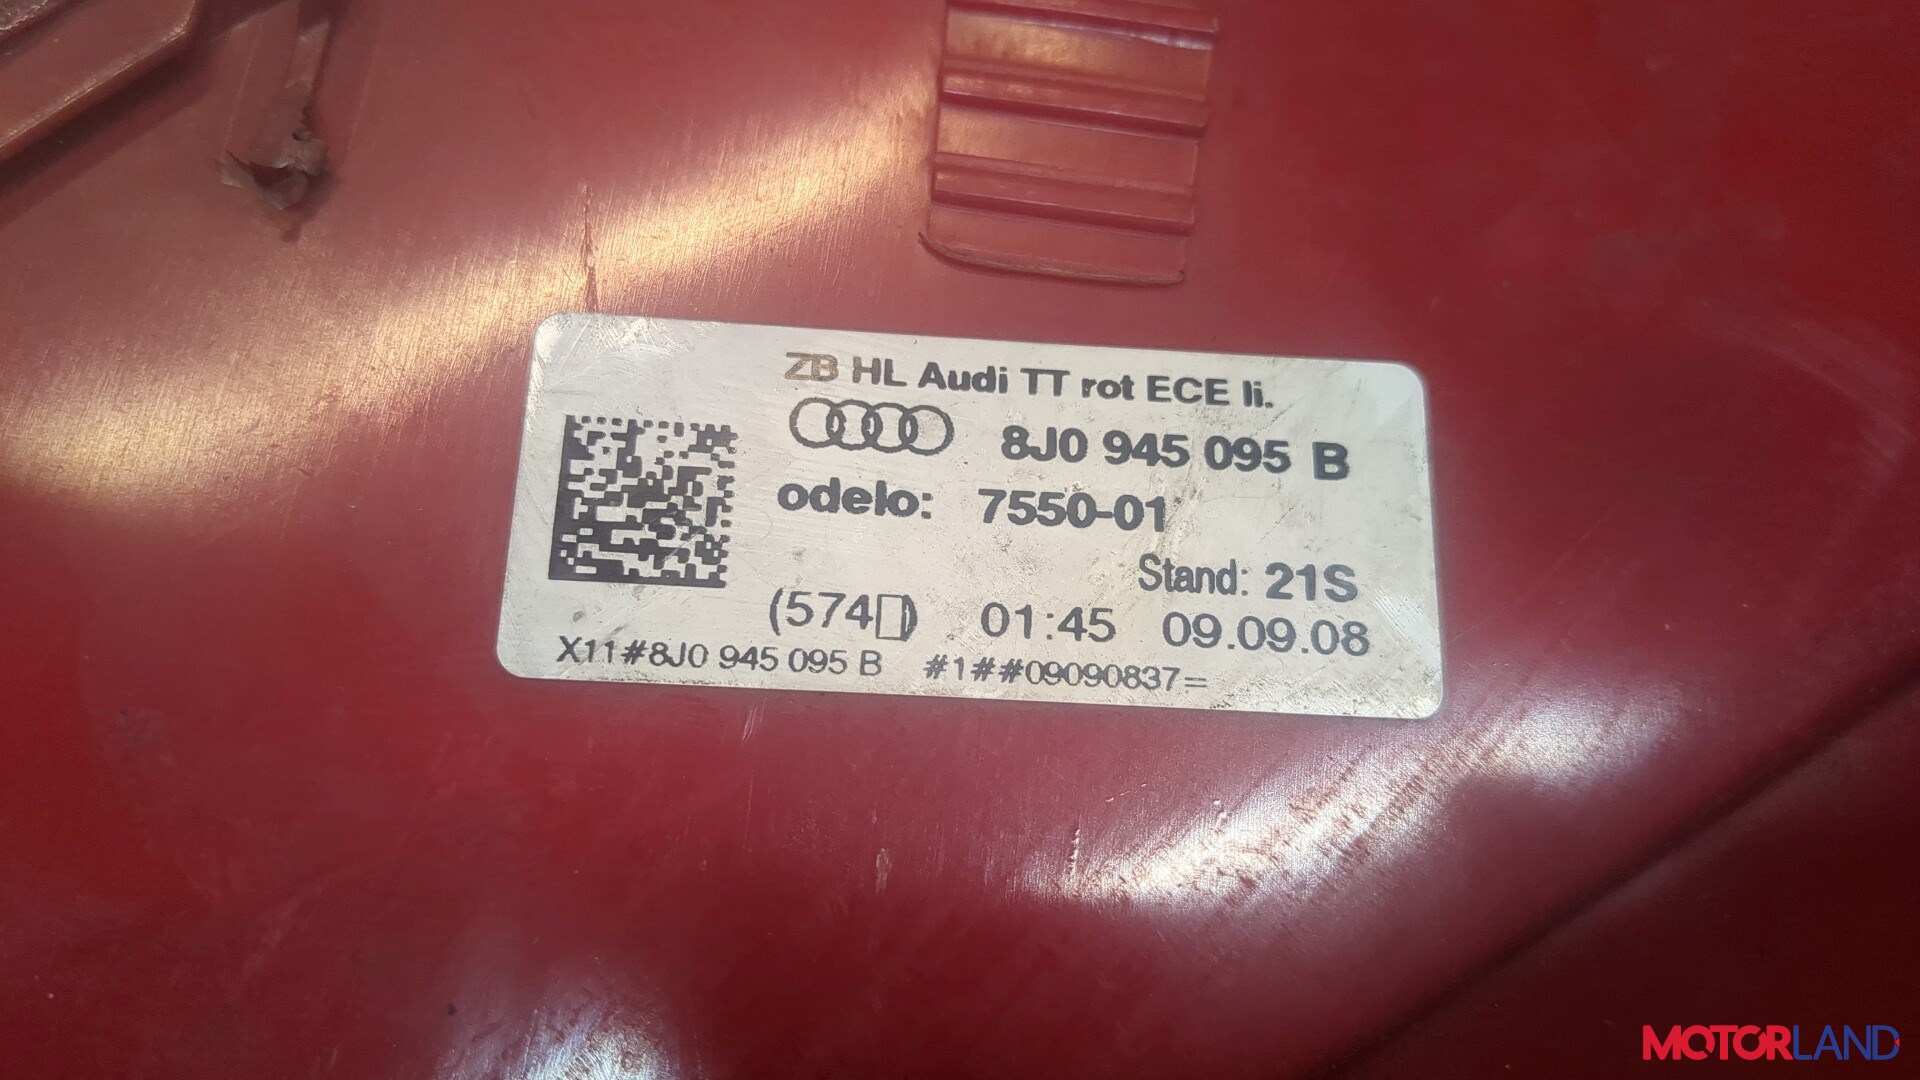 ZB HL Audi TT rot ECE li.
8J0 945 095 B
odelo: 7550-01
Stand: 21S
(574□) 01:45 09.09.08
X11#8J0 945 095 B #1##09090837=
MOTORLAND